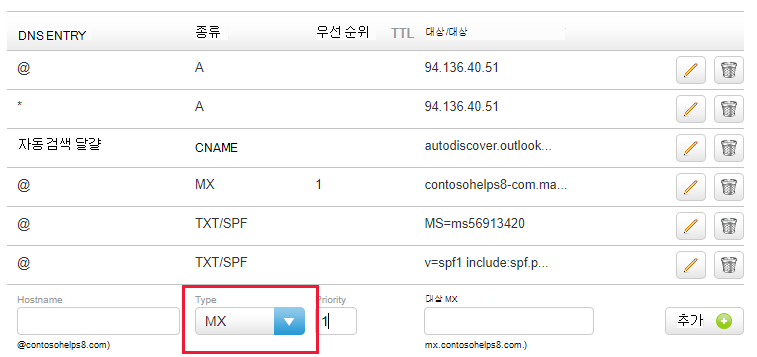 DNS ENTRY 종류 우선 순위 TTL 대상/대상
@ A 94.136.40.51
* A 94.136.40.51
자동 검색 달걀 CNAME autodiscover.outlook...
@ MX 1 contosohelps8-com.ma...
@ TXT/SPF MS=ms56913420
@ TXT/SPF v=spf1 include:spf.p...
Hostname Type Priority 대상 MX
MX 1 추가
@contosohelps8.com) mx.contosohelps8.com.)